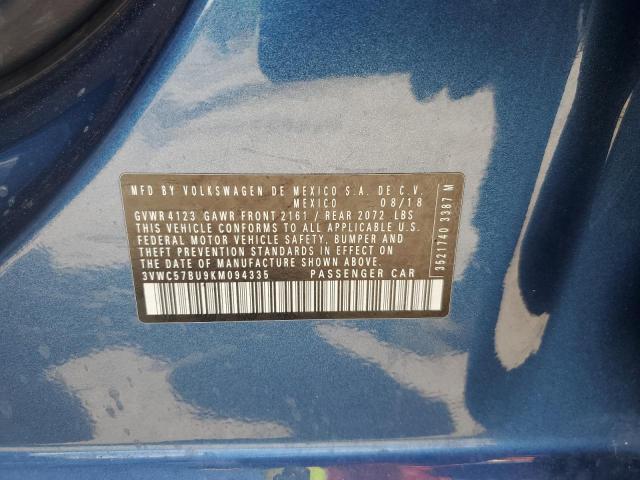 MFD BY VOLKSWAGEN DE MEXICO S.A. DE C.V.
MEXICO 08/18
GVWR 4123 GAWR FRONT 2161 / REAR 2072 LBS
THIS VEHICLE CONFORMS TO ALL APPLICABLE U.S.
FEDERAL MOTOR VEHICLE SAFETY, BUMPER AND
THEFT PREVENTION STANDARDS IN EFFECT ON THE
DATE OF MANUFACTURE SHOWN ABOVE.
3VWC57BU9KM094335 PASSENGER CAR
3521740 3387 M